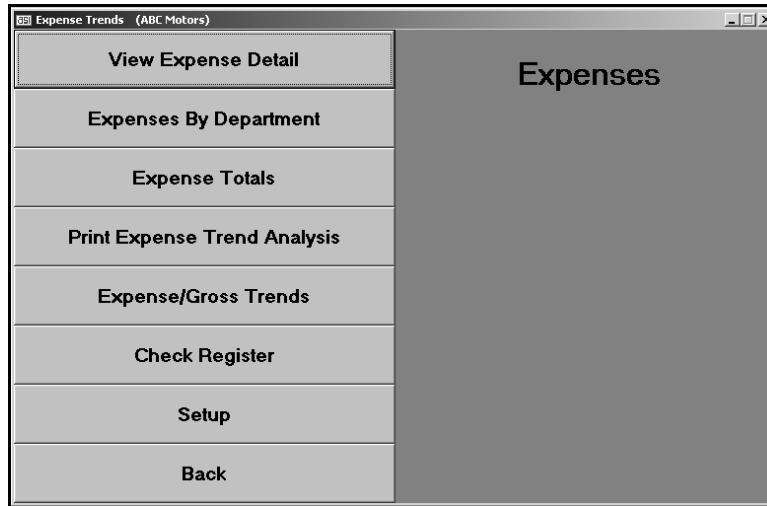 Expense Trends (ABC Motors)
View Expense Detail
Expenses
Expenses By Department
Expense Totals
Print Expense Trend Analysis
Expense/Gross Trends
Check Register
Setup
Back